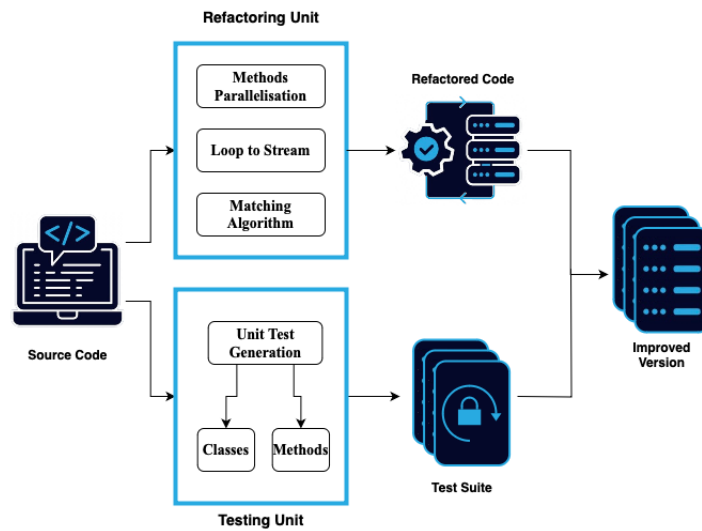 Refactoring Unit
Methods
Parallelisation
Loop to Stream
Matching
Algorithm
Refactored Code
</>
Source Code
Unit Test
Generation
Classes
Methods
Testing Unit
Test Suite
Improved
Version